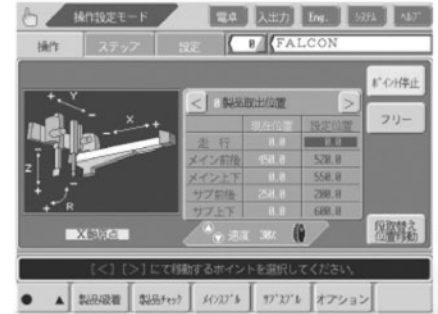 操作設定モード 電卓 入出力 Eng. ｼｽﾃﾑ ﾍﾙﾌﾟ
操作 ステップ 設定 0 FALCON
ﾎﾟｲﾝﾄ停止
< 0 製品取出位置 >
フリー
現在位置 設定位置
走行 0.0 0.0
メイン前後 450.0 520.0
メイン上下 0.0 550.0
サブ前後 250.0 200.0
サブ上下 0.0 600.0
Y
X
Z
R
X軸原点
速度 30%
段取替え
位置移動
[<] [>] にて移動するポイントを選択してください。
製品吸着 製品ﾁｬｯｸ ﾒｲﾝｽﾌﾟﾙ ｻﾌﾞｽﾌﾟﾙ オプション